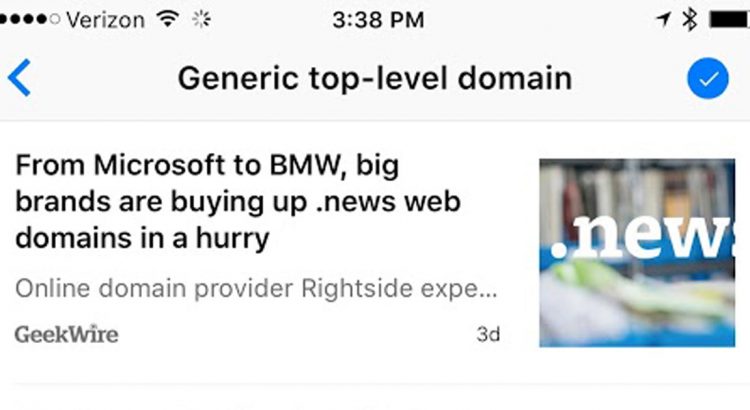 Verizon 3:38 PM
Generic top-level domain
From Microsoft to BMW, big
brands are buying up .news web
domains in a hurry
.news
Online domain provider Rightside expe...
GeekWire 3d